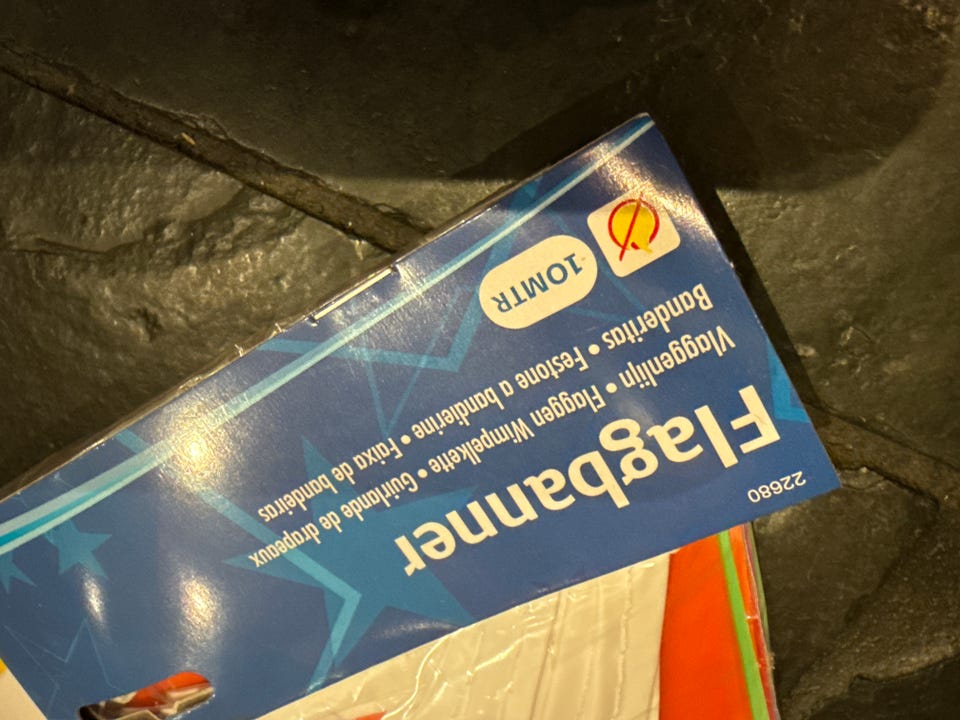 22680
Flagbanner
Vlaggenlijn • Flaggen Wimpelkette • Guirlande de drapeaux
Banderitas • Festone a bandierine • Faixa de bandeiras
10MTR